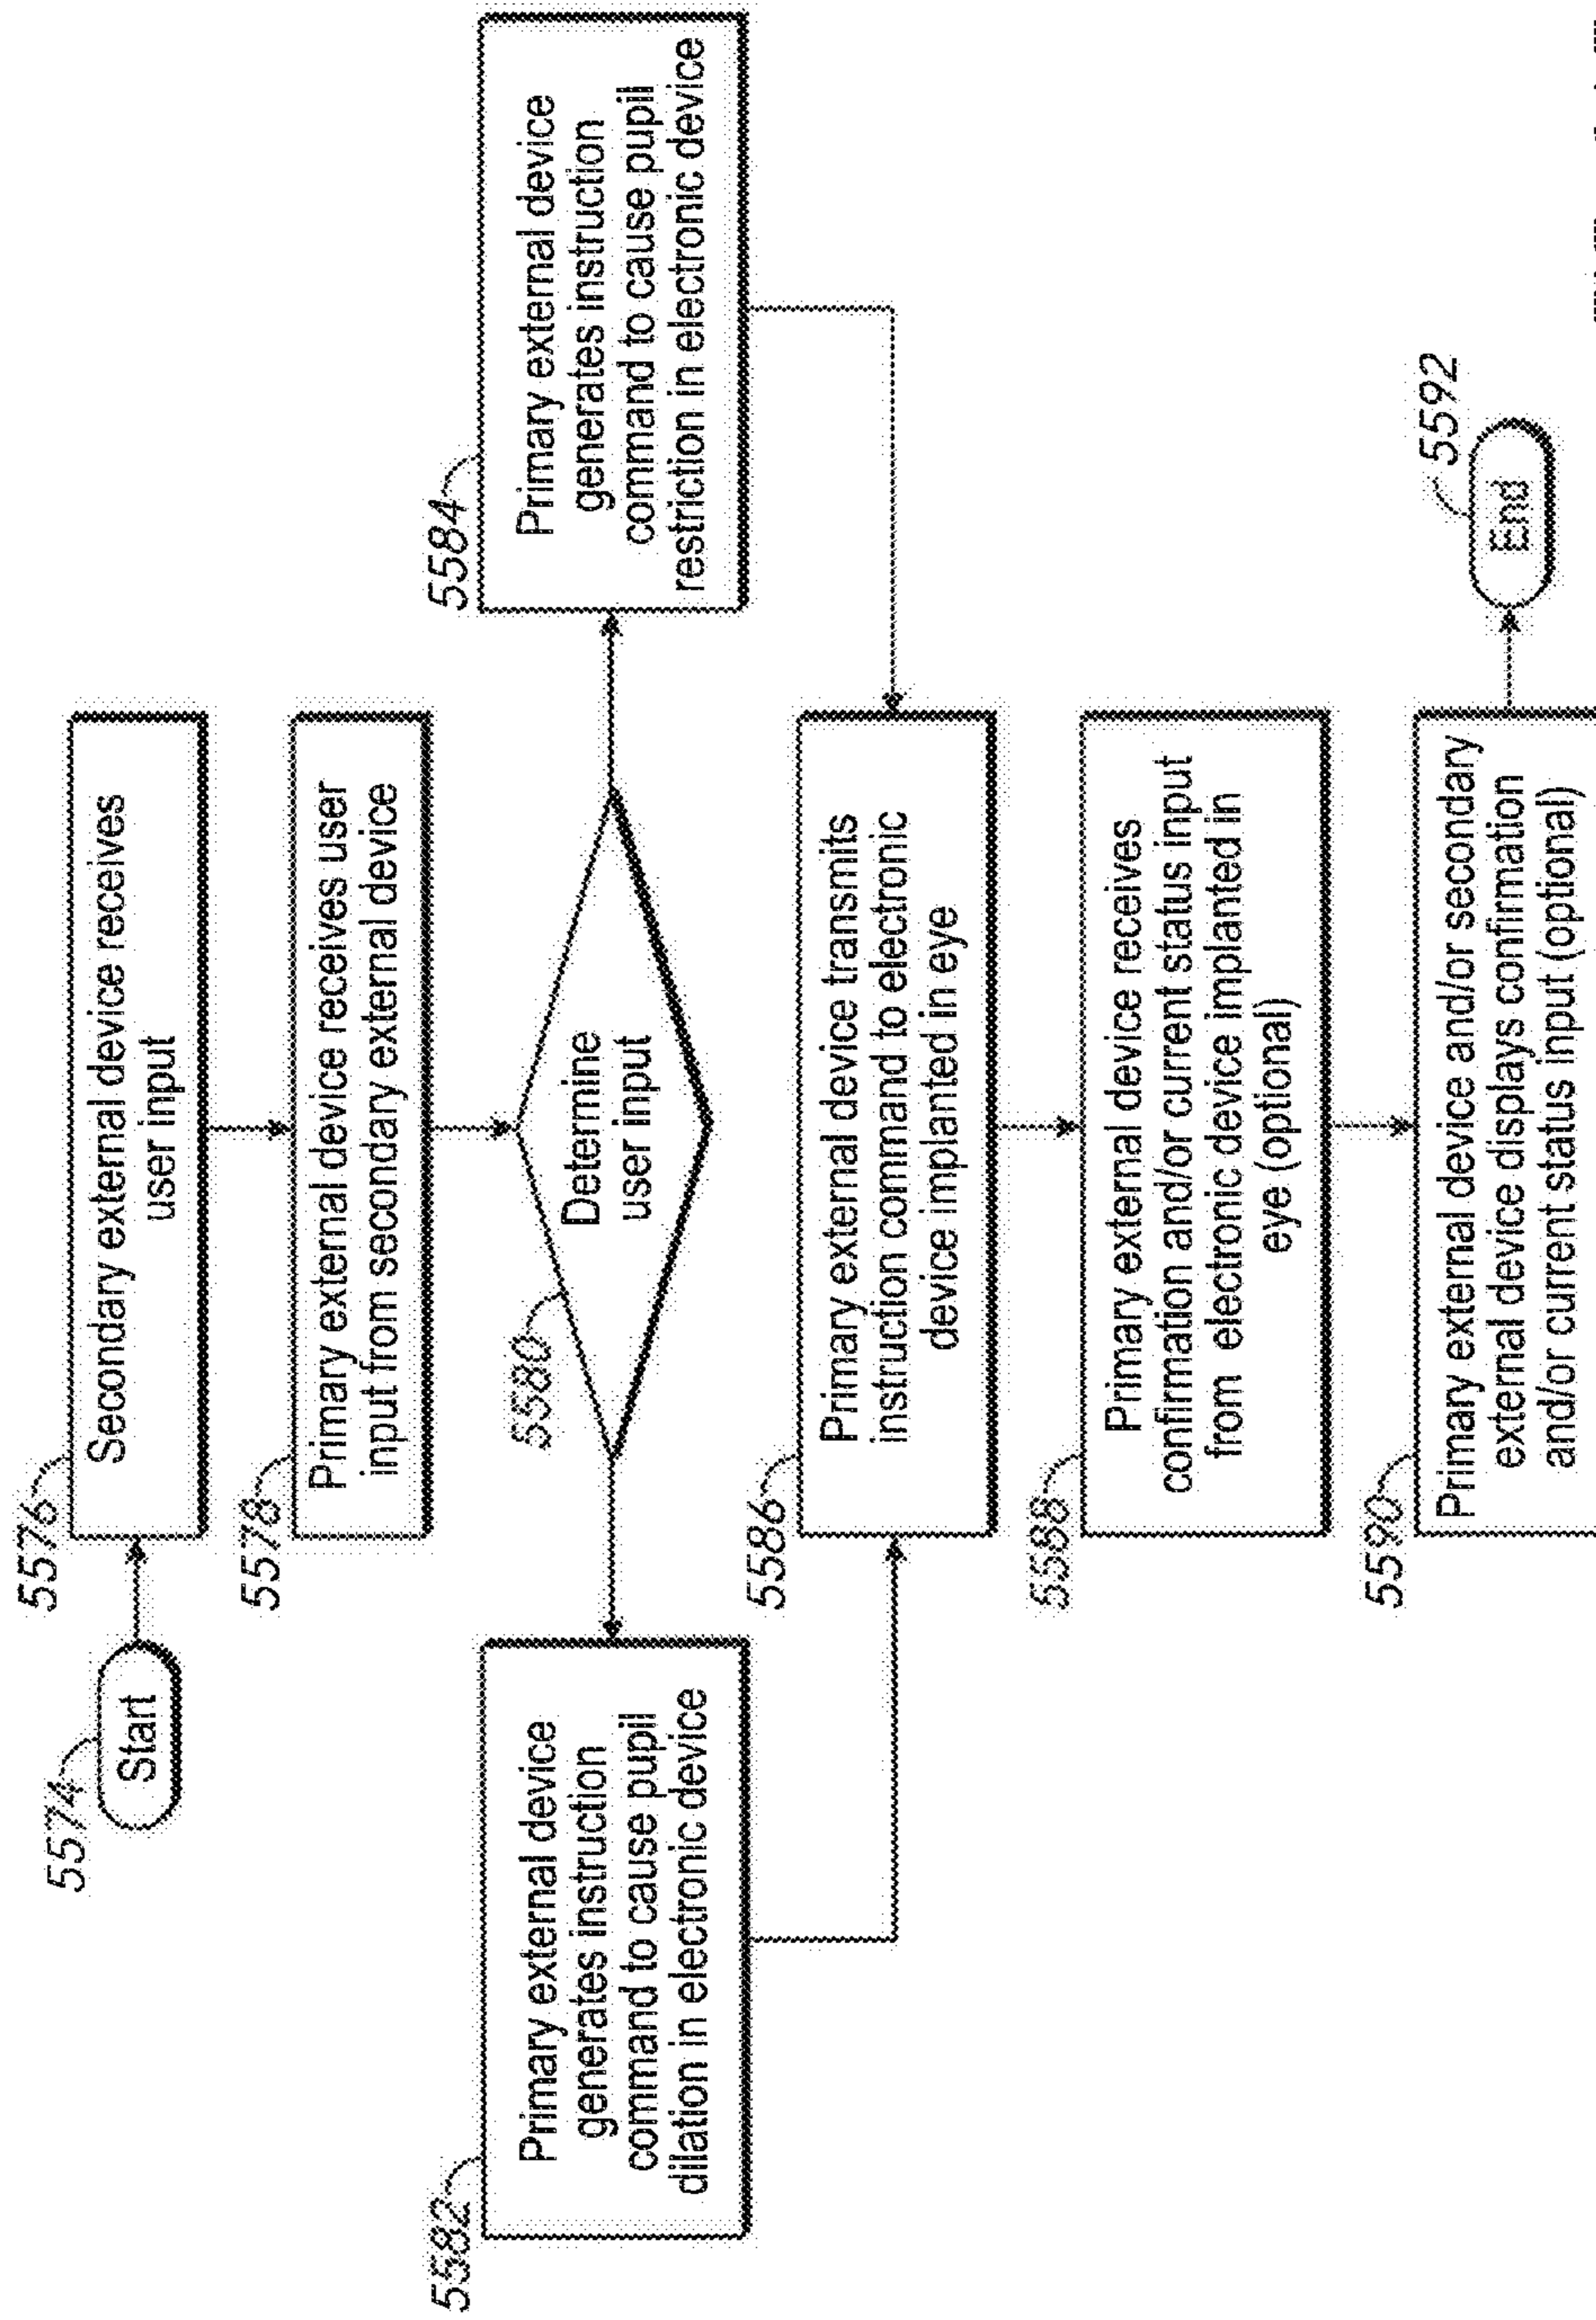 5574
Start
5576
Secondary external device receives
user input
5578
Primary external device receives user
input from secondary external device
5580
Determine
user input
5582
Primary external device
generates instruction
command to cause pupil
dilation in electronic device
5584
Primary external device
generates instruction
command to cause pupil
restriction in electronic device
5586
Primary external device transmits
instruction command to electronic
device implanted in eye
5588
Primary external device receives
confirmation and/or current status input
from electronic device implanted in
eye (optional)
5590
Primary external device and/or secondary
external device displays confirmation
and/or current status input (optional)
5592
End